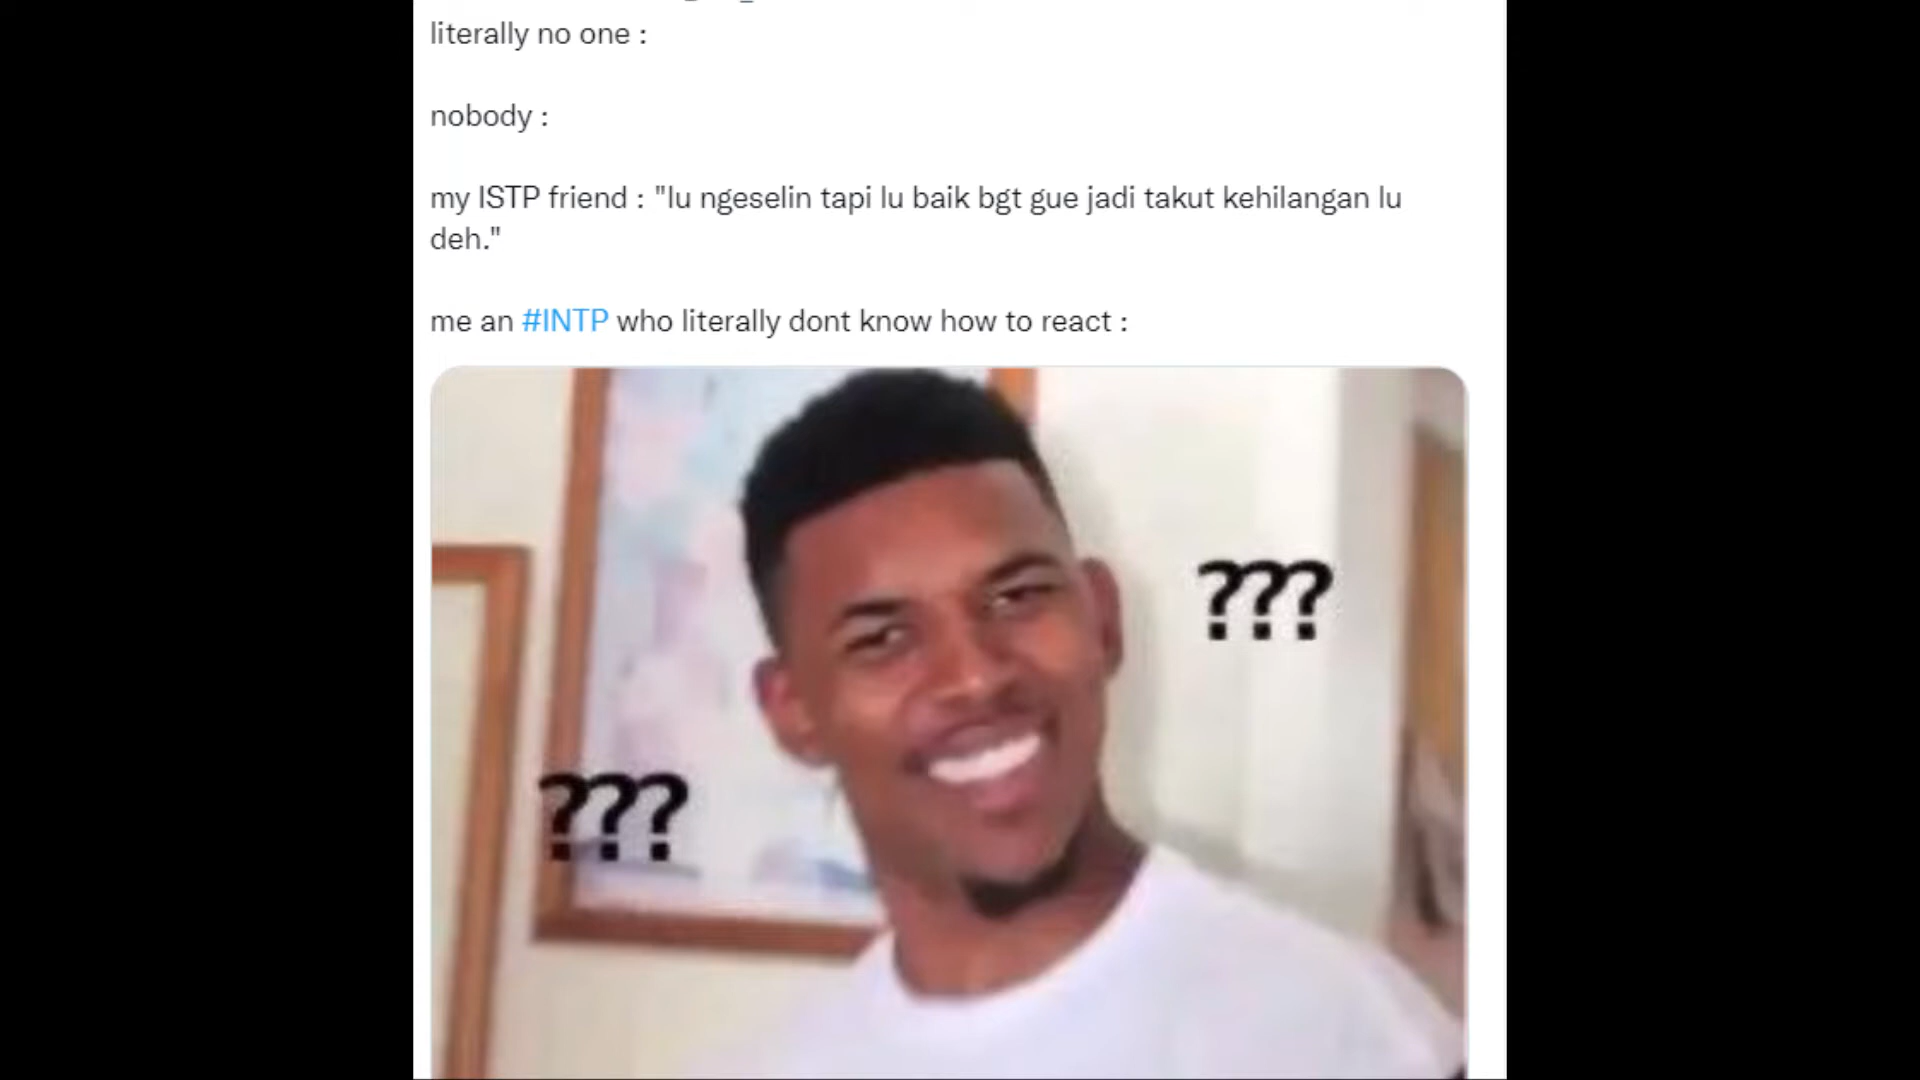 literally no one :
nobody :
my ISTP friend : "lu ngeselin tapi lu baik bgt gue jadi takut kehilangan lu
deh."
me an #INTP who literally dont know how to react :
???
???